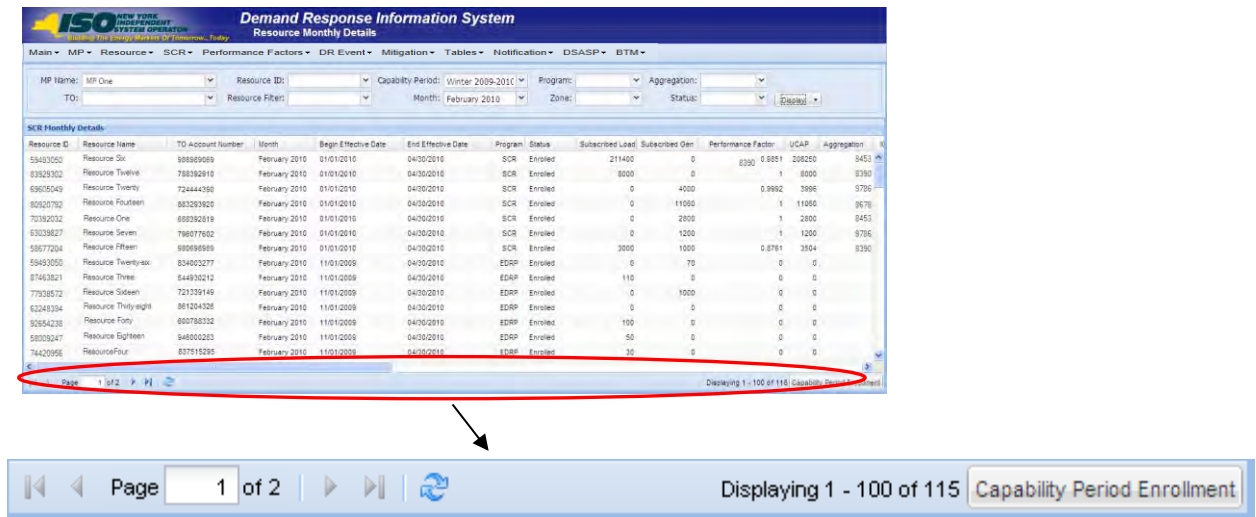 ISO NEW YORK INDEPENDENT SYSTEM OPERATOR
Building The Energy Markets Of Tomorrow...Today
Demand Response Information System
Resource Monthly Details
Main MP Resource SCR Performance Factors DR Event Mitigation Tables Notification DSASP BTM
MP Name: MP One Resource ID: Capability Period: Winter 2009-2010 Program: Aggregation:
TO: Resource Filter: Month: February 2010 Zone: Status: Display
SCR Monthly Details
Resource ID Resource Name TO Account Number Month Begin Effective Date End Effective Date Program Status Subscribed Load Subscribed Gen Performance Factor UCAP Aggregation
59493050 Resource Six 986989069 February 2010 01/01/2010 04/30/2010 SCR Enrolled 211400 0 8390 0.9851 208250 9453
83929302 Resource Twelve 788392910 February 2010 01/01/2010 04/30/2010 SCR Enrolled 8000 0 1 8000 8390
69605049 Resource Twenty 724444390 February 2010 01/01/2010 04/30/2010 SCR Enrolled 0 4000 0.9992 3996 9786
80920792 Resource Fourteen 883293920 February 2010 01/01/2010 04/30/2010 SCR Enrolled 0 11060 1 11060 8676
70392032 Resource One 688392819 February 2010 01/01/2010 04/30/2010 SCR Enrolled 0 2800 1 2800 8453
63039827 Resource Seven 796077602 February 2010 01/01/2010 04/30/2010 SCR Enrolled 0 1200 1 1200 9786
58677204 Resource Fifteen 980698989 February 2010 01/01/2010 04/30/2010 SCR Enrolled 3000 1000 0.8761 3504 8390
59493050 Resource Twenty-six 834003277 February 2010 11/01/2009 04/30/2010 EDRP Enrolled 0 70 0 0
87463821 Resource Three 644930212 February 2010 11/01/2009 04/30/2010 EDRP Enrolled 110 0 0 0
77938572 Resource Sixteen 721339149 February 2010 11/01/2009 04/30/2010 EDRP Enrolled 0 1000 0 0
62248394 Resource Thirty-eight 861204326 February 2010 11/01/2009 04/30/2010 EDRP Enrolled 0 0 0 0
92654238 Resource Forty 600788332 February 2010 11/01/2009 04/30/2010 EDRP Enrolled 100 0 0 0
58009247 Resource Eighteen 946000263 February 2010 11/01/2009 04/30/2010 EDRP Enrolled 50 0 0 0
74420956 ResourceFour 837515295 February 2010 11/01/2009 04/30/2010 EDRP Enrolled 30 0 0 0
Page 1 of 2 Displaying 1 - 100 of 115 Capability Period Enrollment
Page 1 of 2 Displaying 1 - 100 of 115 Capability Period Enrollment